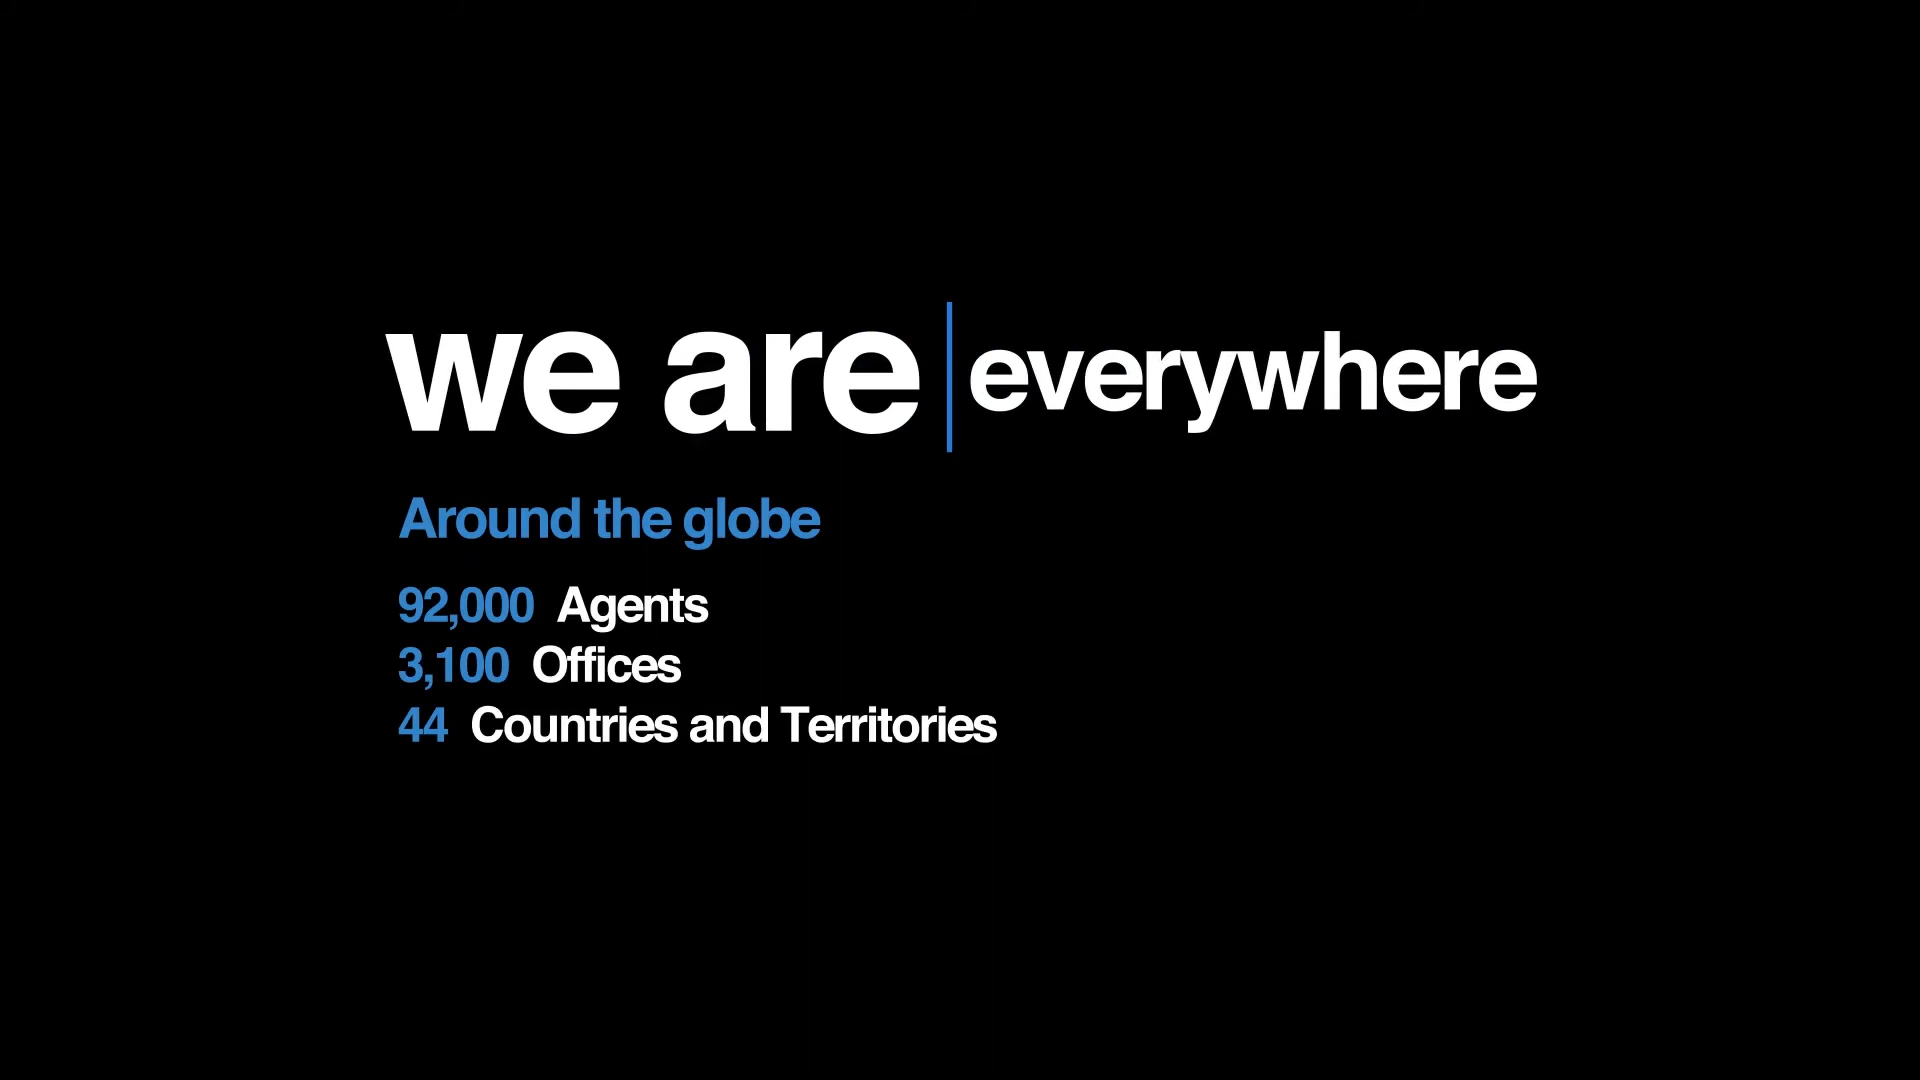 we are everywhere
Around the globe
92,000 Agents
3,100 Offices
44 Countries and Territories